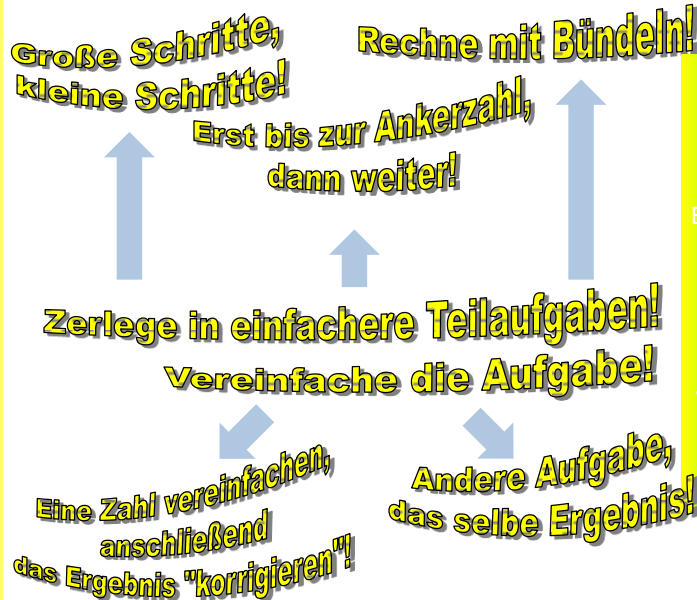 Große Schritte,
kleine Schritte!
Rechne mit Bündeln!
Erst bis zur Ankerzahl,
dann weiter!
Zerlege in einfachere Teilaufgaben!
Vereinfache die Aufgabe!
Eine Zahl vereinfachen,
anschließend
das Ergebnis "korrigieren"!
Andere Aufgabe,
das selbe Ergebnis!